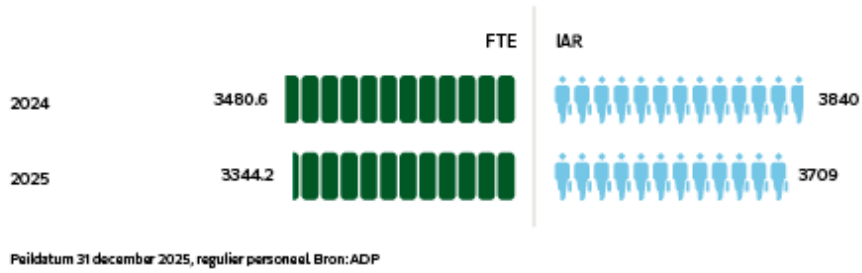 FTE IAR
2024 3480.6 3840
2025 3344.2 3709
Peildatum 31 december 2025, regulier personeel. Bron: ADP